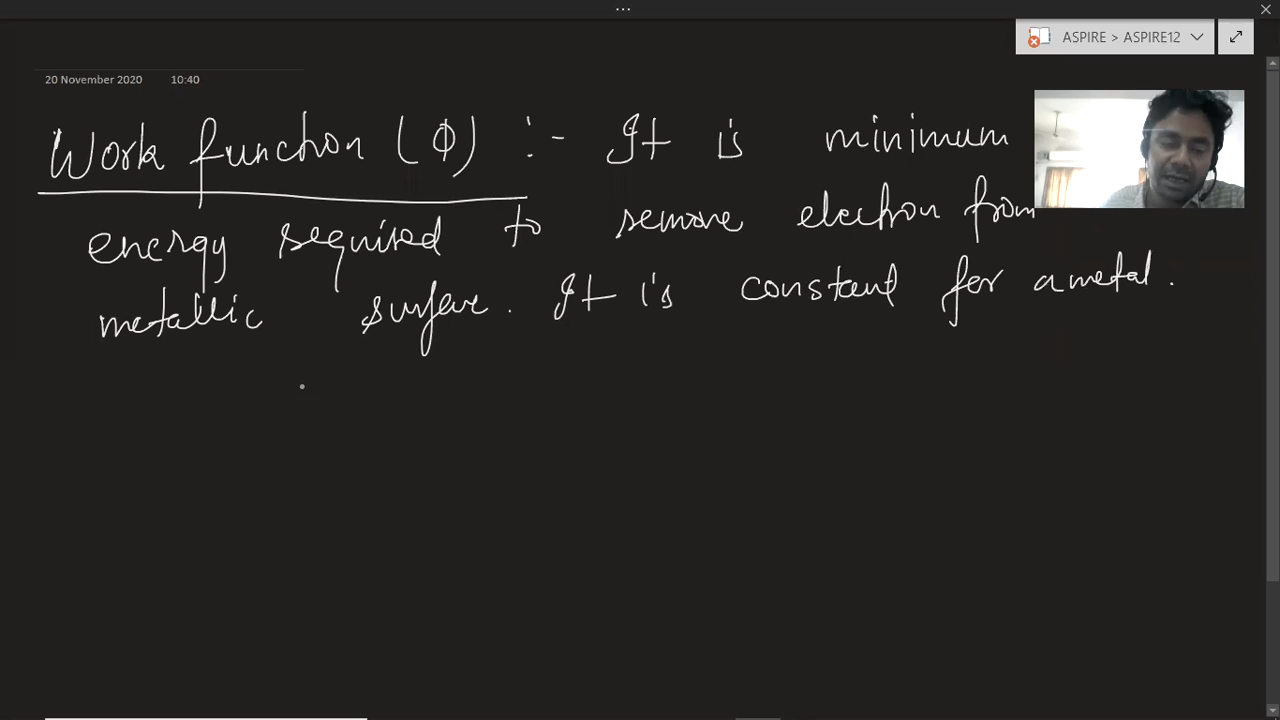 ...
ASPIRE > ASPIRE12
20 November 2020 10:40
Work function (Φ) :- It is minimum
energy required to remove electron from
metallic surface. It is constant for a metal.